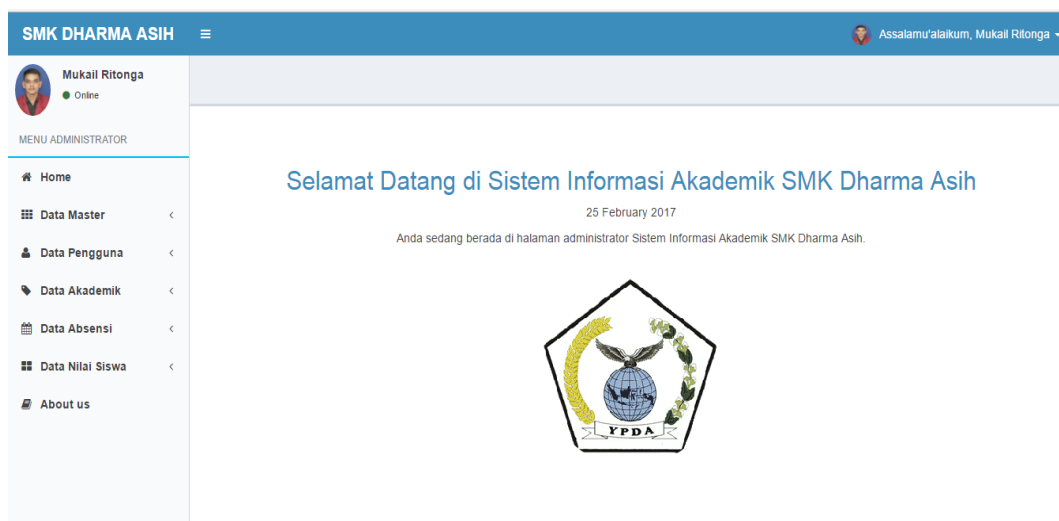 SMK DHARMA ASIH
Assalamu'alaikum, Mukail Ritonga
Mukail Ritonga
Online
MENU ADMINISTRATOR
Home
Data Master
Data Pengguna
Data Akademik
Data Absensi
Data Nilai Siswa
About us
Selamat Datang di Sistem Informasi Akademik SMK Dharma Asih
25 February 2017
Anda sedang berada di halaman administrator Sistem Informasi Akademik SMK Dharma Asih.
YPDA